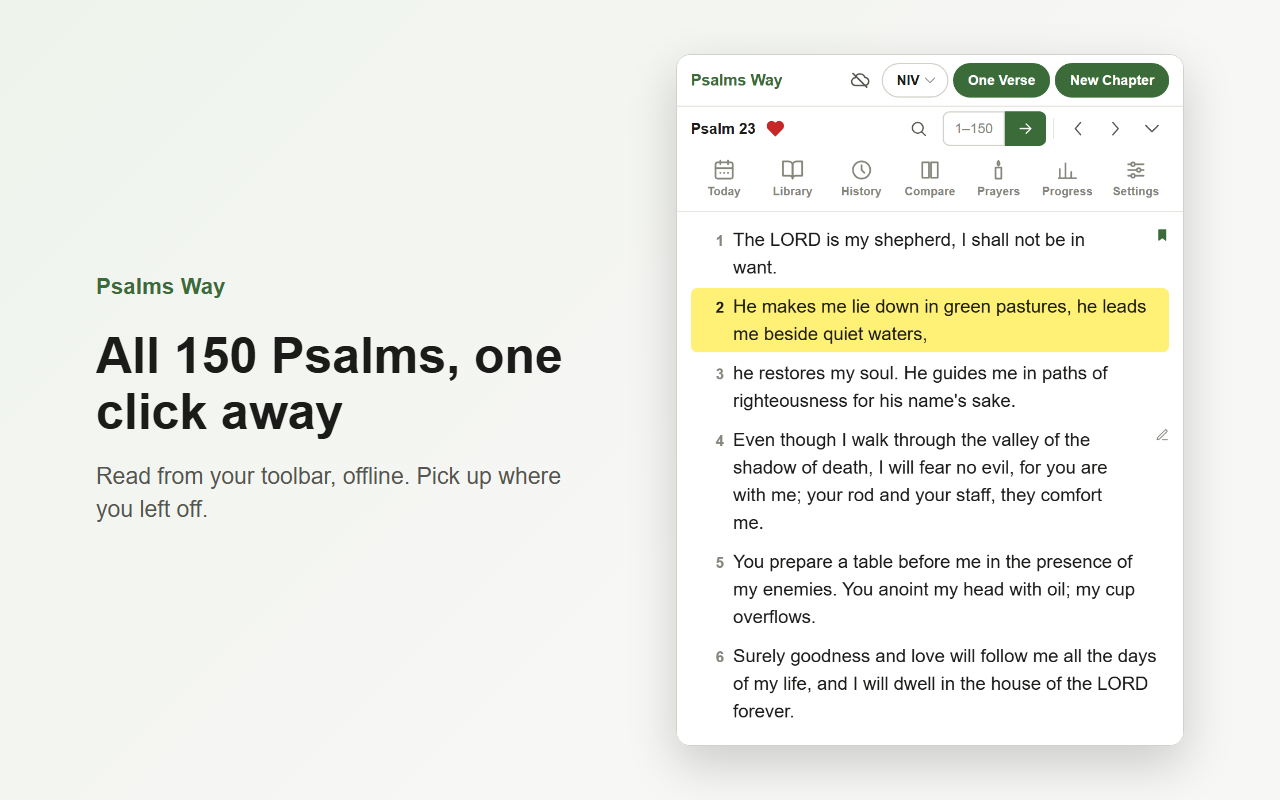 Psalms Way
All 150 Psalms, one
click away
Read from your toolbar, offline. Pick up where
you left off.
Psalms Way
NIV
One Verse
New Chapter
Psalm 23
1–150
Today
Library
History
Compare
Prayers
Progress
Settings
1 The LORD is my shepherd, I shall not be in
want.
2 He makes me lie down in green pastures, he leads
me beside quiet waters,
3 he restores my soul. He guides me in paths of
righteousness for his name's sake.
4 Even though I walk through the valley of the
shadow of death, I will fear no evil, for you are
with me; your rod and your staff, they comfort
me.
5 You prepare a table before me in the presence of
my enemies. You anoint my head with oil; my cup
overflows.
6 Surely goodness and love will follow me all the days
of my life, and I will dwell in the house of the LORD
forever.